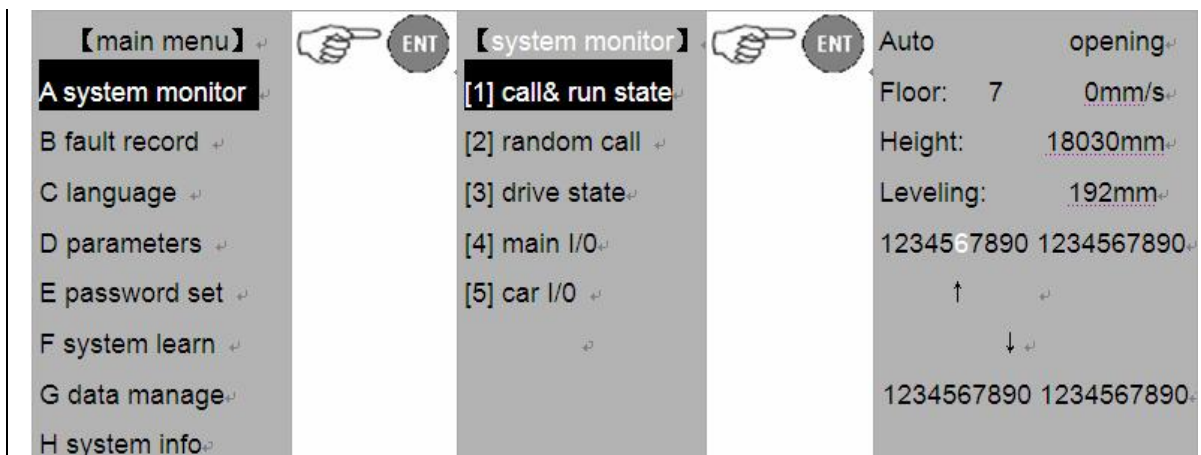 【main menu】
A system monitor
B fault record
C language
D parameters
E password set
F system learn
G data manage
H system info
ENT
【system monitor】
[1] call& run state
[2] random call
[3] drive state
[4] main I/0
[5] car I/0
ENT
Auto opening
Floor: 7 0mm/s
Height: 18030mm
Leveling: 192mm
1234567890 1234567890
↑
↓
1234567890 1234567890